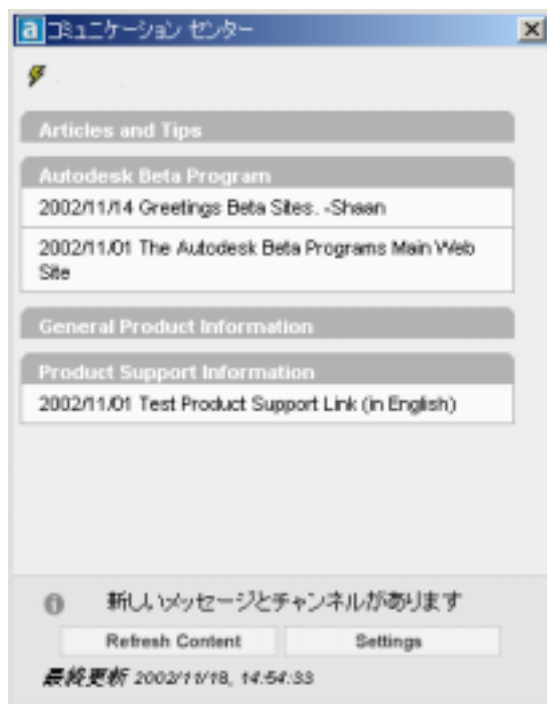 a コミュニケーション センター
Articles and Tips
Autodesk Beta Program
2002/11/14 Greetings Beta Sites. -Shaan
2002/11/01 The Autodesk Beta Programs Main Web
Site
General Product Information
Product Support Information
2002/11/01 Test Product Support Link (in English)
新しいメッセージとチャンネルがあります
Refresh Content
Settings
最終更新 2002/11/18, 14:54:33